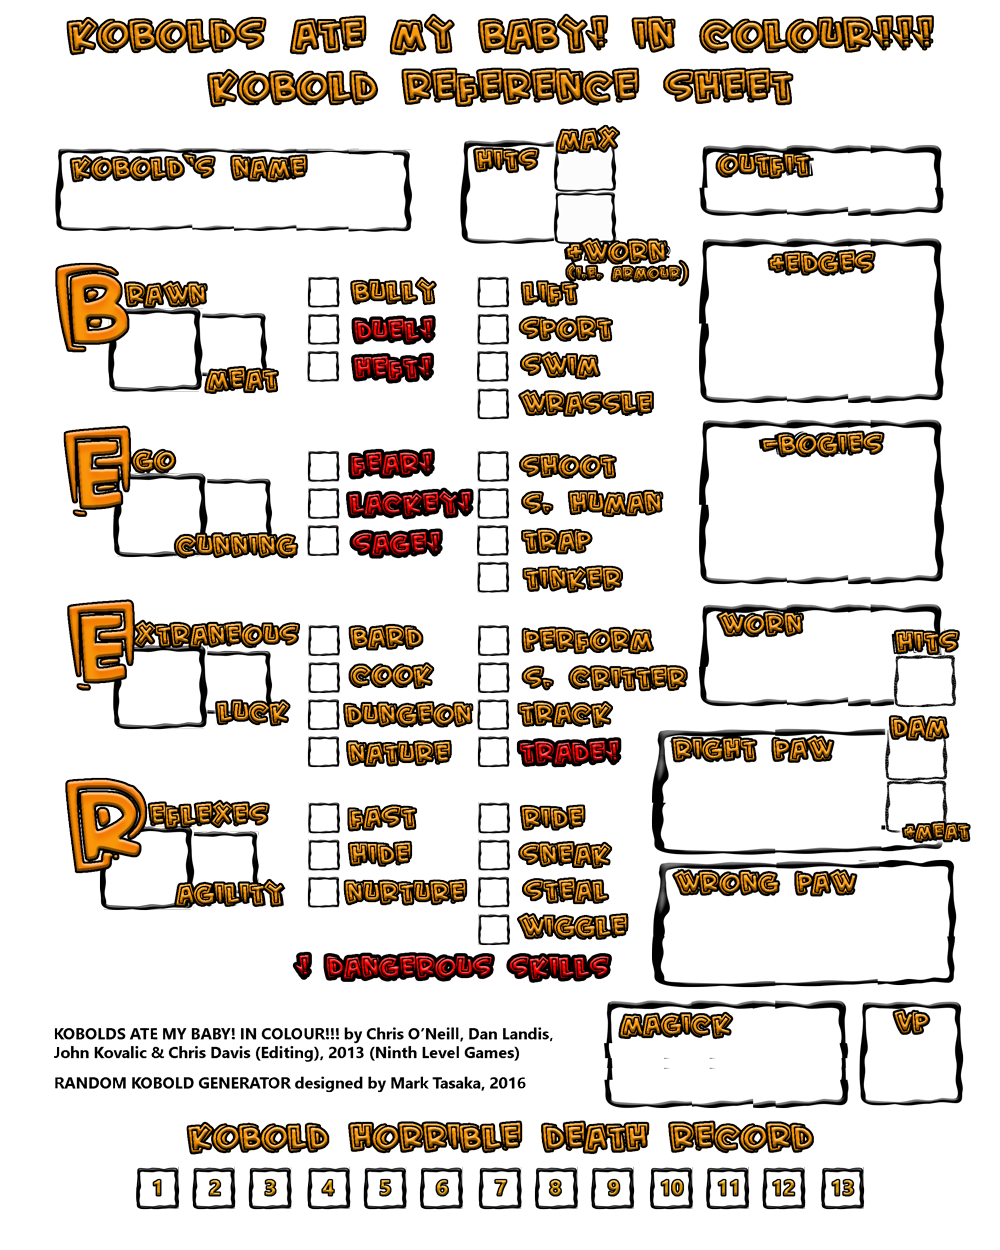 KOBOLDS ATE MY BABY! IN COLOUR!!!
KOBOLD REFERENCE SHEET
KOBOLD'S NAME
HITS
MAX
+WORN
(I.E. ARMOUR)
OUTFIT
+EDGES
BRAWN
MEAT
BULLY
DUEL!
HEFT!
LIFT
SPORT
SWIM
WRASSLE
-BOGIES
EGO
CUNNING
FEAR!
LACKEY!
SAGE!
SHOOT
S. HUMAN
TRAP
TINKER
WORN
HITS
EXTRANEOUS
LUCK
BARD
COOK
DUNGEON
NATURE
PERFORM
S. CRITTER
TRACK
TRADE!
RIGHT PAW
DAM
+MEAT
REFLEXES
AGILITY
FAST
HIDE
NURTURE
RIDE
SNEAK
STEAL
WIGGLE
WRONG PAW
! DANGEROUS SKILLS
MAGICK
VP
KOBOLDS ATE MY BABY! IN COLOUR!!! by Chris O'Neill, Dan Landis,
John Kovalic & Chris Davis (Editing), 2013 (Ninth Level Games)
RANDOM KOBOLD GENERATOR designed by Mark Tasaka, 2016
KOBOLD HORRIBLE DEATH RECORD
1 2 3 4 5 6 7 8 9 10 11 12 13